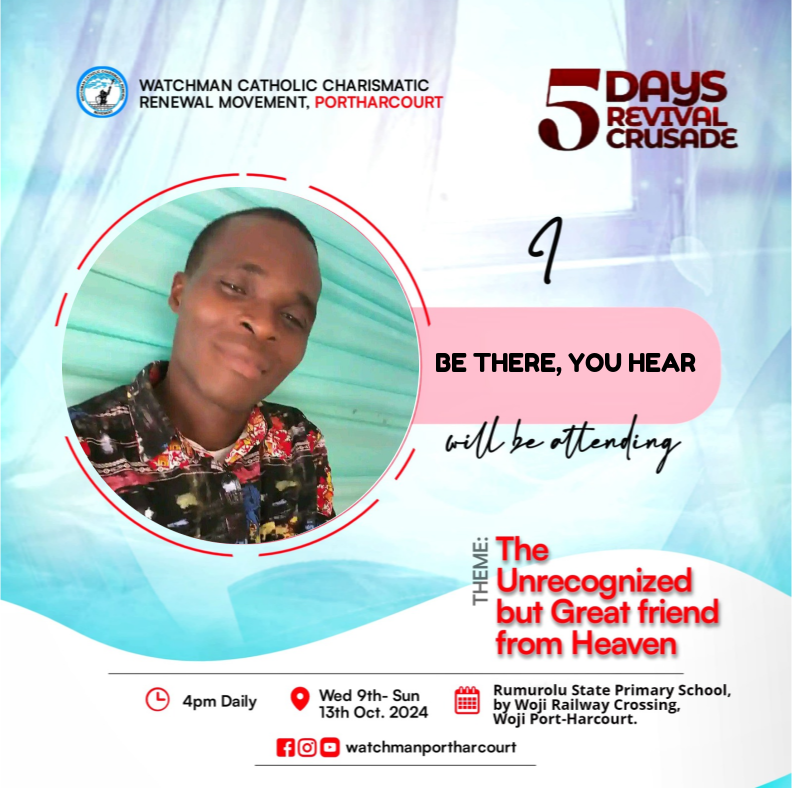 WATCHMAN CATHOLIC CHARISMATIC
RENEWAL MOVEMENT, PORTHARCOURT
5 DAYS
REVIVAL
CRUSADE
I
BE THERE, YOU HEAR
will be attending
THEME:
The
Unrecognized
but Great friend
from Heaven
4pm Daily
Wed 9th- Sun
13th Oct. 2024
Rumurolu State Primary School,
by Woji Railway Crossing,
Woji Port-Harcourt.
watchmanportharcourt